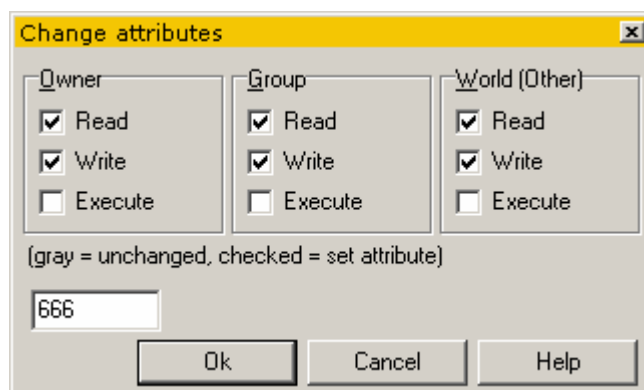 Change attributes
Owner Group World (Other)
Read Read Read
Write Write Write
Execute Execute Execute
(gray = unchanged, checked = set attribute)
666
Ok Cancel Help